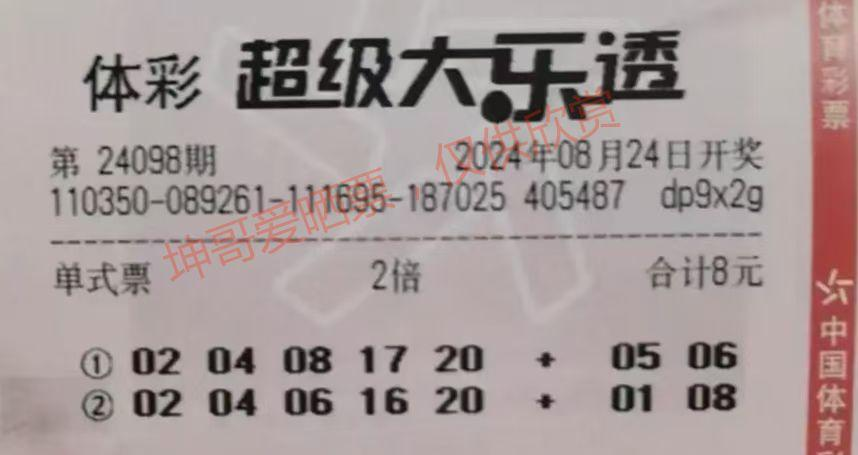 体彩 超级大乐透
第 24098期 2024年08月24日开奖
110350-089261-111695-187025 405487 dp9x2g
单式票 2倍 合计8元
① 02 04 08 17 20 + 05 06
② 02 04 06 16 20 + 01 08
坤哥爱晒票，仅供欣赏
体育彩票
中国体育彩